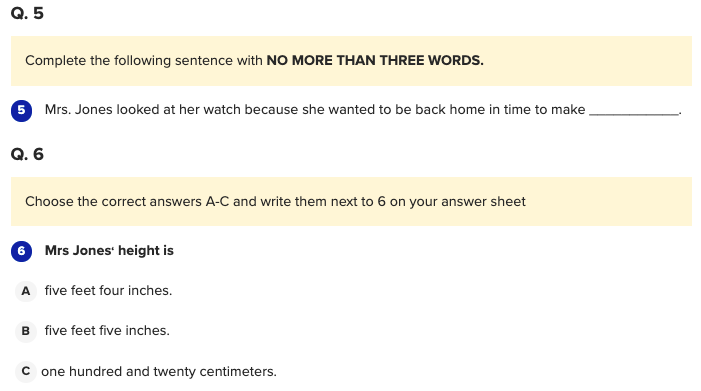 Q. 5
Complete the following sentence with NO MORE THAN THREE WORDS.
5 Mrs. Jones looked at her watch because she wanted to be back home in time to make ____________.
Q. 6
Choose the correct answers A-C and write them next to 6 on your answer sheet
6 Mrs Jones‘ height is
A five feet four inches.
B five feet five inches.
C one hundred and twenty centimeters.